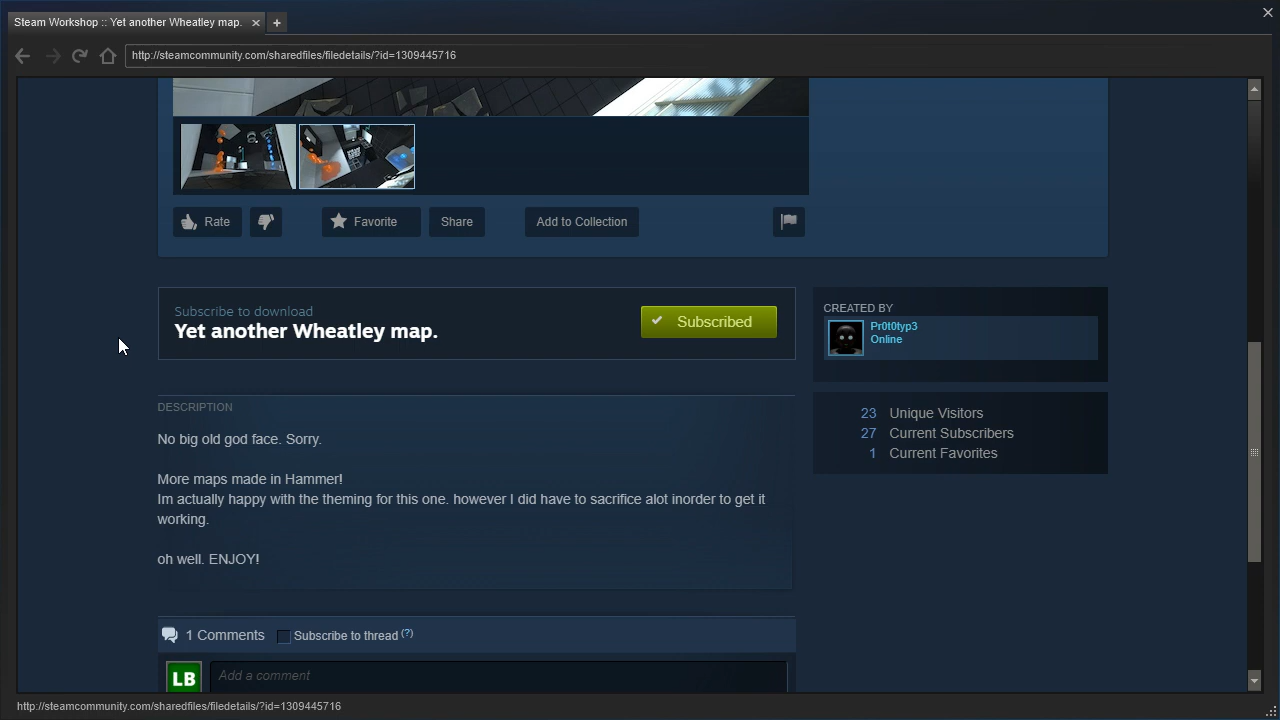 Steam Workshop :: Yet another Wheatley map.
http://steamcommunity.com/sharedfiles/filedetails/?id=1309445716
Rate
Favorite
Share
Add to Collection
Subscribe to download
Yet another Wheatley map.
Subscribed
CREATED BY
Pr0t0typ3
Online
23 Unique Visitors
27 Current Subscribers
1 Current Favorites
DESCRIPTION
No big old god face. Sorry.
More maps made in Hammer!
Im actually happy with the theming for this one. however I did have to sacrifice alot inorder to get it
working.
oh well. ENJOY!
1 Comments
Subscribe to thread (?)
LB
Add a comment
http://steamcommunity.com/sharedfiles/filedetails/?id=1309445716